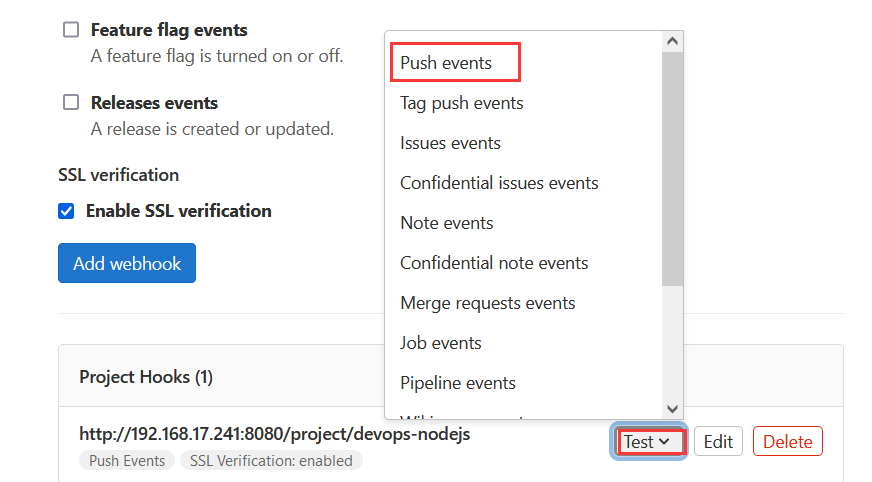 Feature flag events
A feature flag is turned on or off.
Releases events
A release is created or updated.
SSL verification
Enable SSL verification
Add webhook
Push events
Tag push events
Issues events
Confidential issues events
Note events
Confidential note events
Merge requests events
Job events
Pipeline events
Project Hooks (1)
http://192.168.17.241:8080/project/devops-nodejs
Test
Edit
Delete
Push Events
SSL Verification: enabled